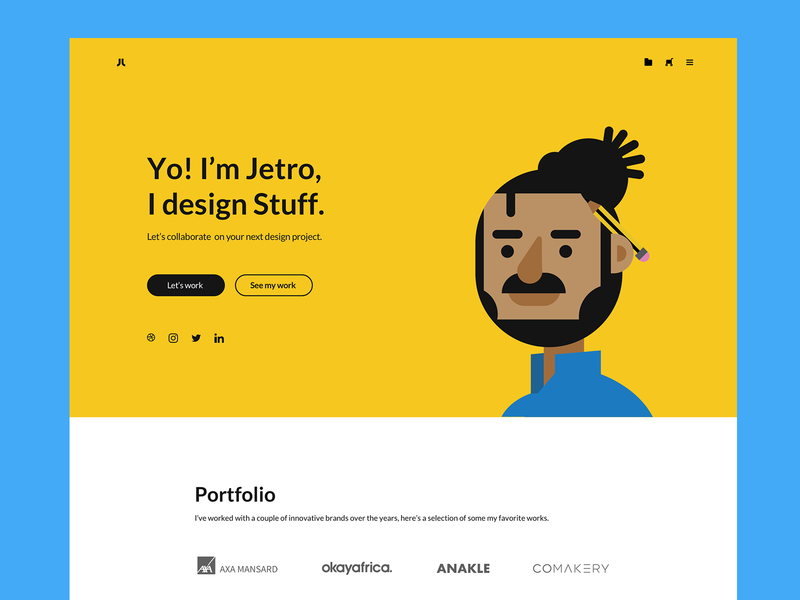 Yo! I'm Jetro,
I design Stuff.
Let's collaborate on your next design project.
Let's work
See my work
Portfolio
I've worked with a couple of innovative brands over the years, here's a selection of some my favorite works.
AXA
AXA MANSARD
okayafrica.
ANAKLE
COMAKERY